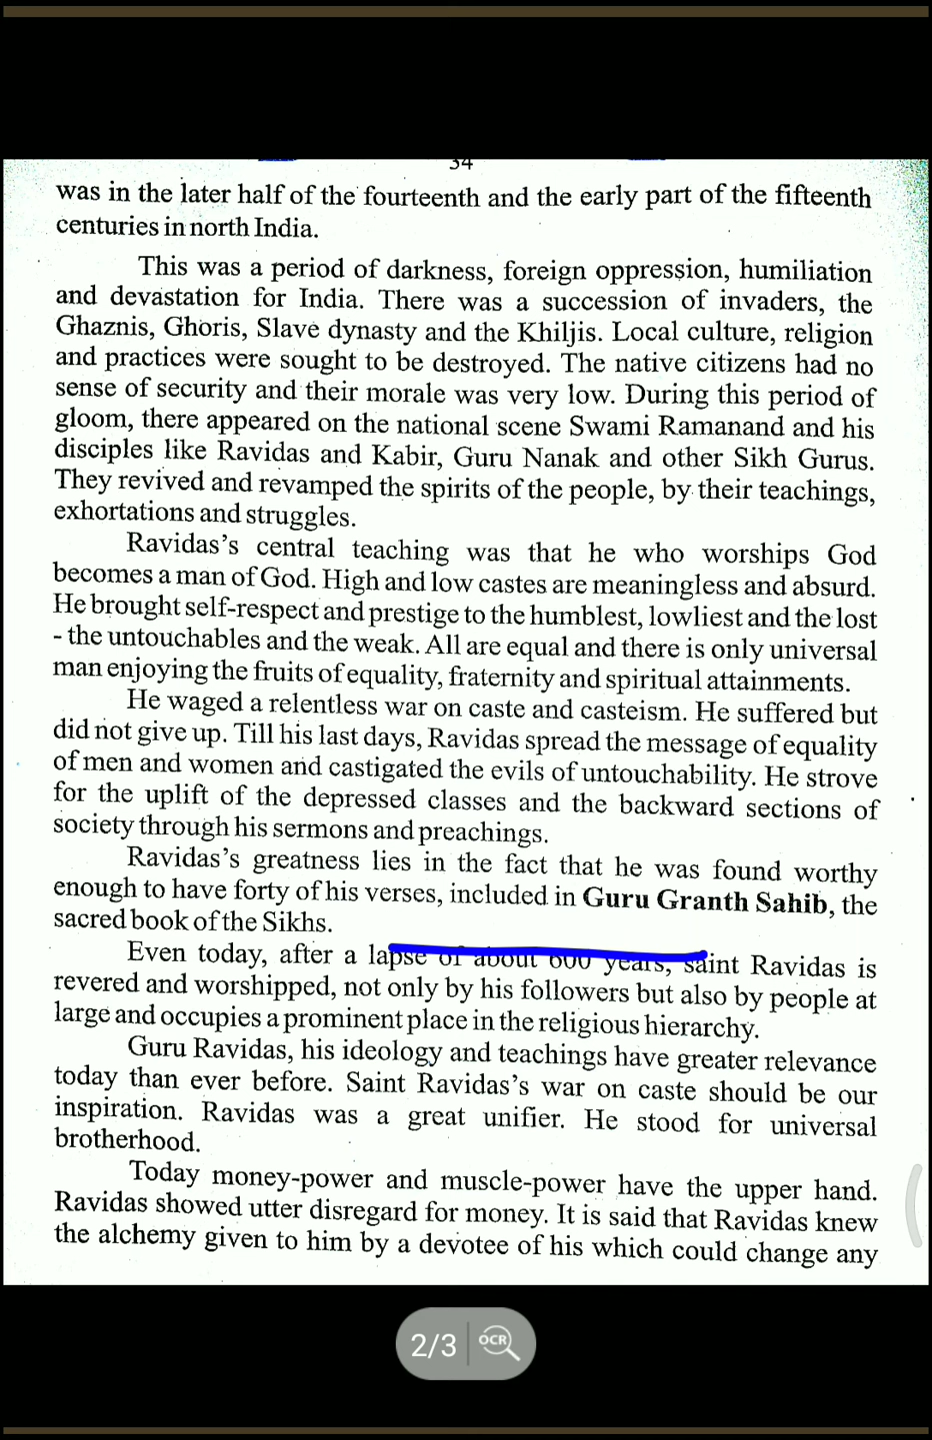 34
was in the later half of the fourteenth and the early part of the fifteenth
centuries in north India.
This was a period of darkness, foreign oppression, humiliation
and devastation for India. There was a succession of invaders, the
Ghaznis, Ghoris, Slave dynasty and the Khiljis. Local culture, religion
and practices were sought to be destroyed. The native citizens had no
sense of security and their morale was very low. During this period of
gloom, there appeared on the national scene Swami Ramanand and his
disciples like Ravidas and Kabir, Guru Nanak and other Sikh Gurus.
They revived and revamped the spirits of the people, by their teachings,
exhortations and struggles.
Ravidas's central teaching was that he who worships God
becomes a man of God. High and low castes are meaningless and absurd.
He brought self-respect and prestige to the humblest, lowliest and the lost
- the untouchables and the weak. All are equal and there is only universal
man enjoying the fruits of equality, fraternity and spiritual attainments.
He waged a relentless war on caste and casteism. He suffered but
did not give up. Till his last days, Ravidas spread the message of equality
of men and women and castigated the evils of untouchability. He strove
for the uplift of the depressed classes and the backward sections of
society through his sermons and preachings.
Ravidas's greatness lies in the fact that he was found worthy
enough to have forty of his verses, included in Guru Granth Sahib, the
sacred book of the Sikhs.
Even today, after a lapse of about 600 years, saint Ravidas is
revered and worshipped, not only by his followers but also by people at
large and occupies a prominent place in the religious hierarchy.
Guru Ravidas, his ideology and teachings have greater relevance
today than ever before. Saint Ravidas's war on caste should be our
inspiration. Ravidas was a great unifier. He stood for universal
brotherhood.
Today money-power and muscle-power have the upper hand.
Ravidas showed utter disregard for money. It is said that Ravidas knew
the alchemy given to him by a devotee of his which could change any
2/3 OCR